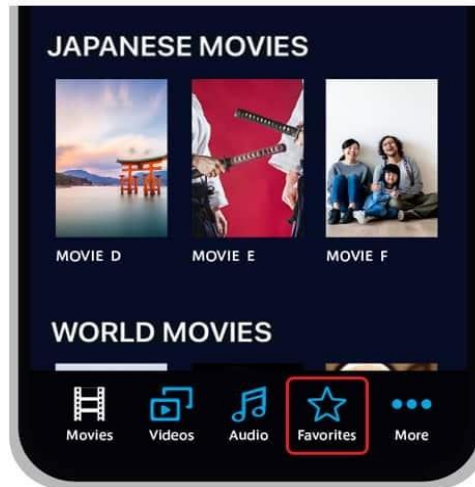 JAPANESE MOVIES
MOVIE D
MOVIE E
MOVIE F
WORLD MOVIES
Movies
Videos
Audio
Favorites
More